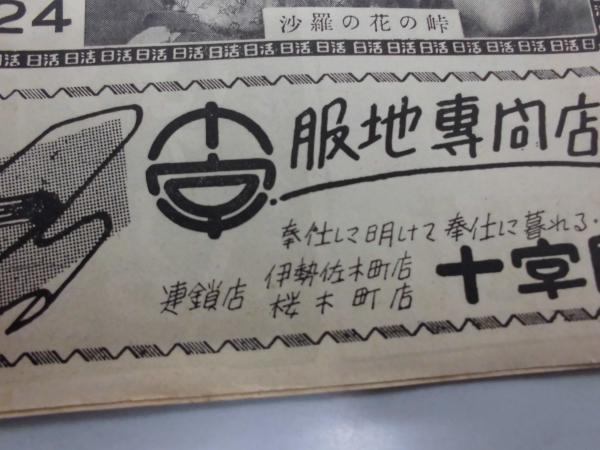 24
沙羅の花の峠
日活 日活 日活 日活 日活 日活 日活 日活 日活 日活 日活 日活 日活 日活 日活
服地専門店
奉仕に明けて奉仕に暮れる・
連鎖店 伊勢佐木町店
桜木町店
十字